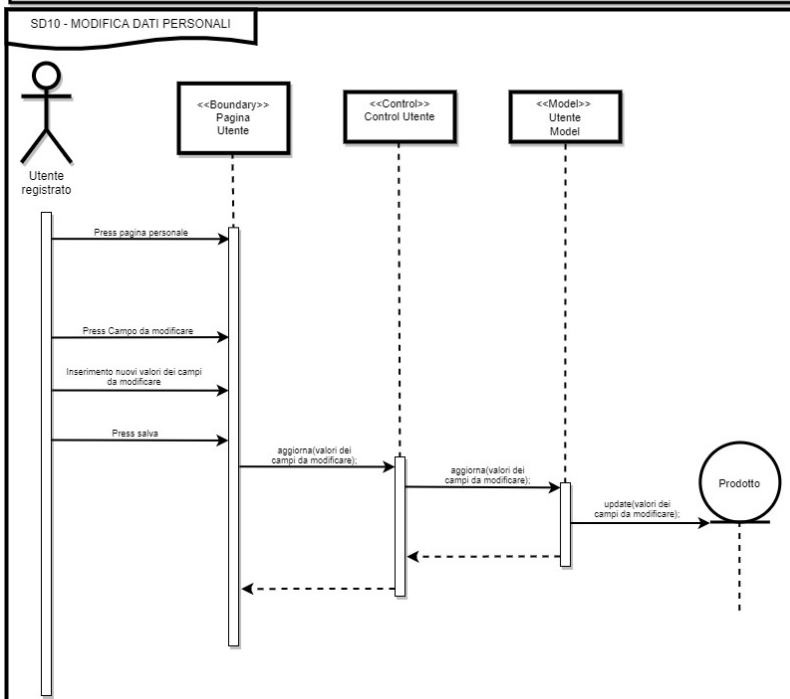 SD10 - MODIFICA DATI PERSONALI
<<Boundary>>
Pagina
Utente
<<Control>>
Control Utente
<<Model>>
Utente
Model
Utente
registrato
Press pagina personale
Press Campo da modificare
Inserimento nuovi valori dei campi
da modificare
Press salva
aggiorna(valori dei
campi da modificare);
aggiorna(valori dei
campi da modificare);
update(valori dei
campi da modificare);
Prodotto